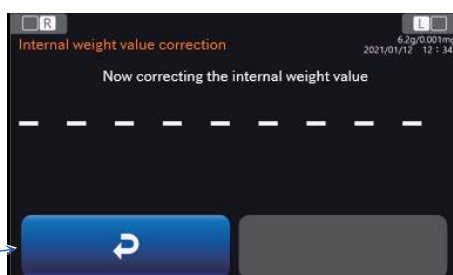 R L
Internal weight value correction
6.2g/0.001mg
2021/01/12 12:34
Now correcting the internal weight value